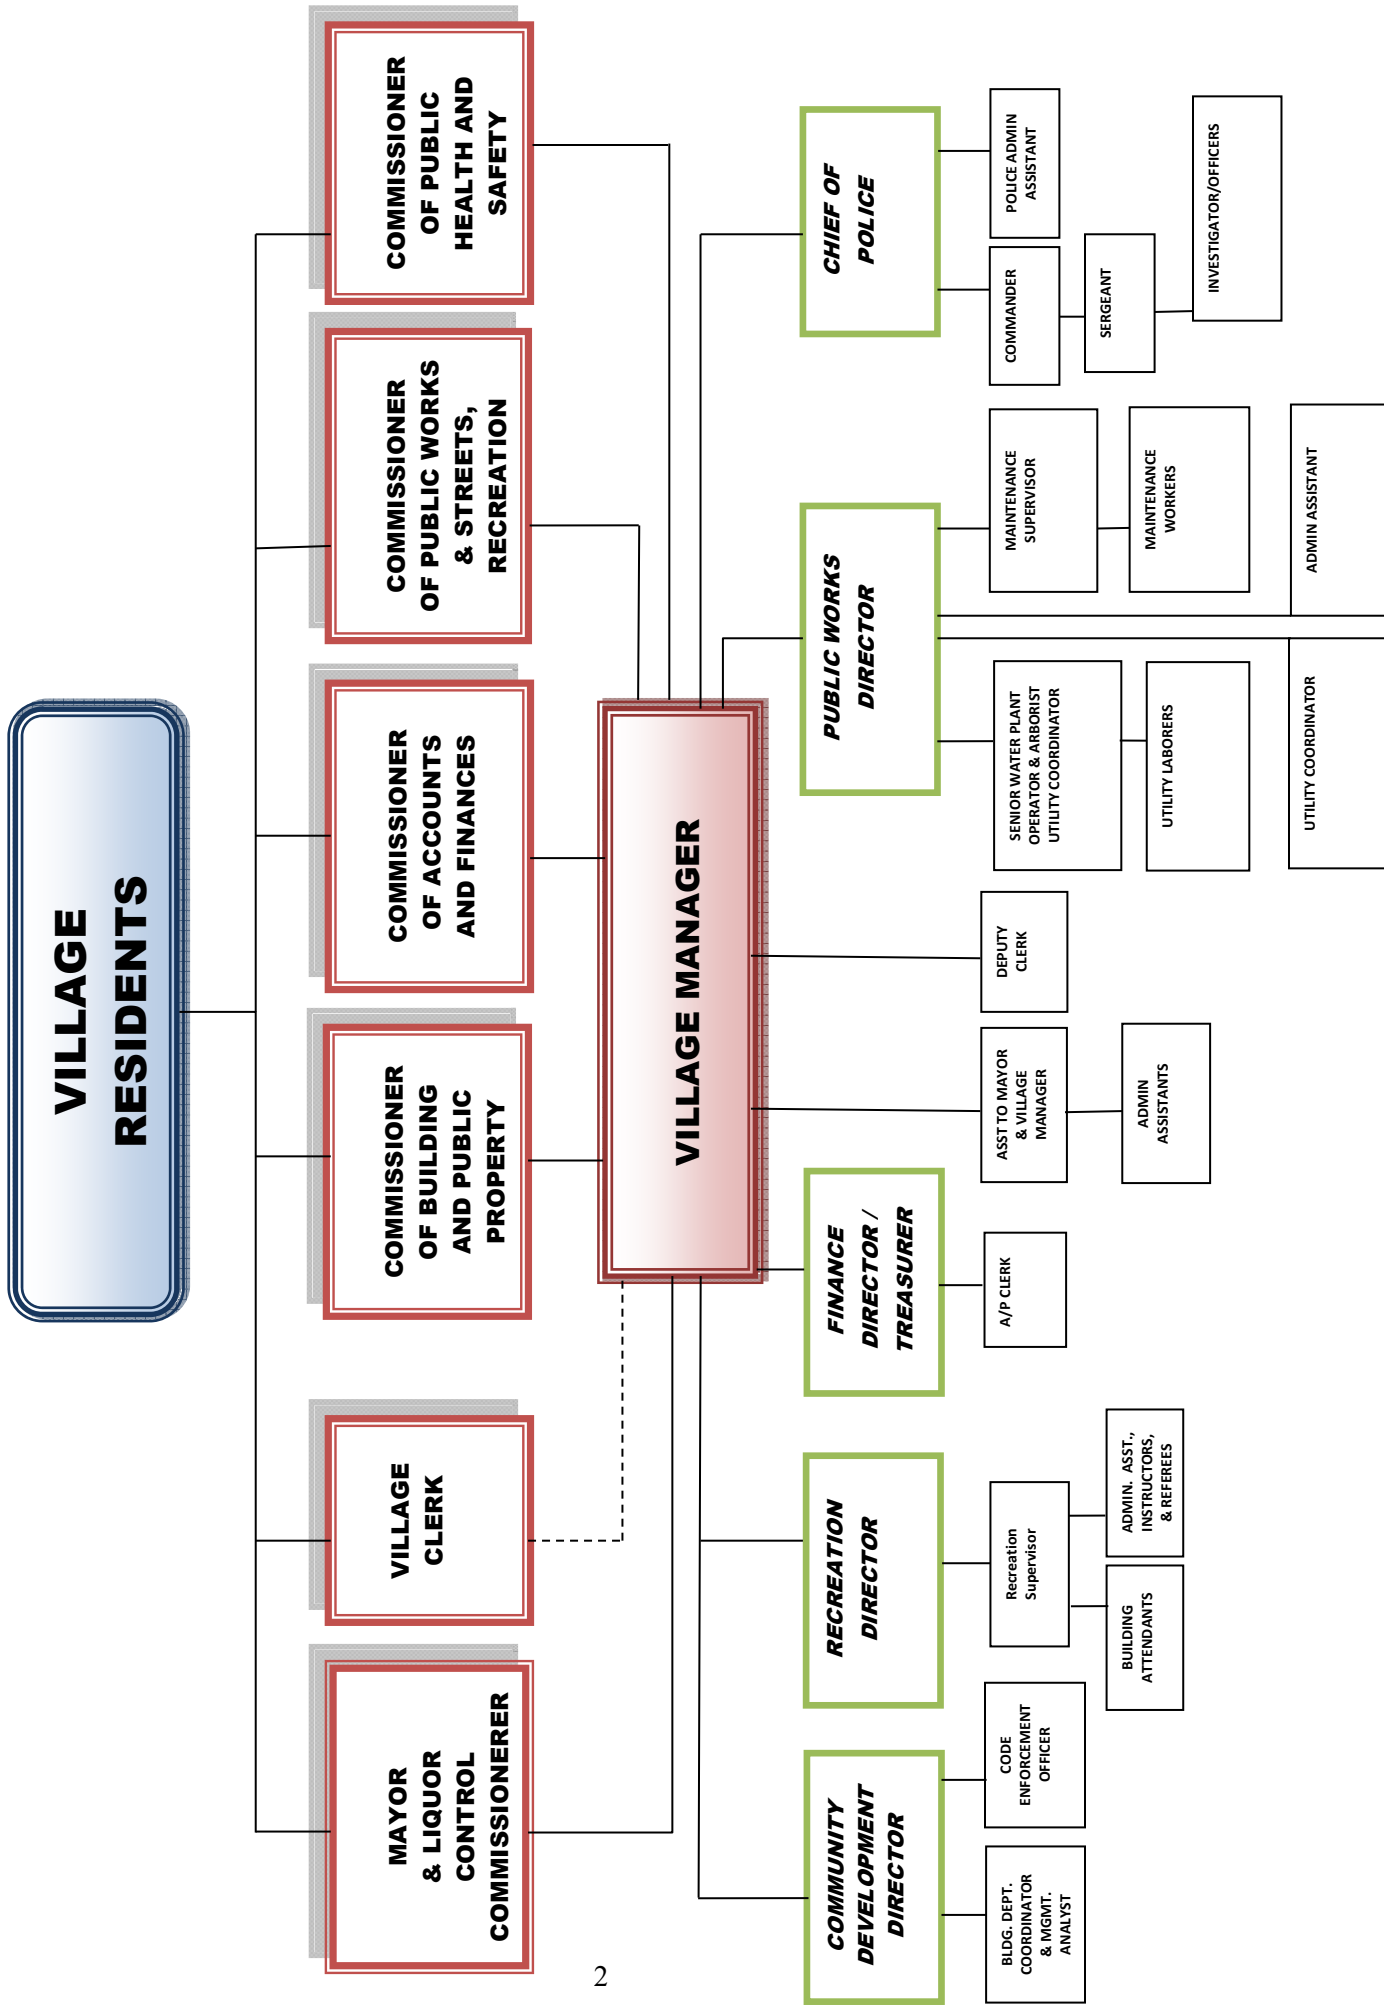 VILLAGE
RESIDENTS
MAYOR
& LIQUOR
CONTROL
COMMISSIONERER
VILLAGE
CLERK
COMMISSIONER
OF BUILDING
AND PUBLIC
PROPERTY
COMMISSIONER
OF ACCOUNTS
AND FINANCES
COMMISSIONER
OF PUBLIC WORKS
& STREETS,
RECREATION
COMMISSIONER
OF PUBLIC
HEALTH AND
SAFETY
VILLAGE MANAGER
COMMUNITY
DEVELOPMENT
DIRECTOR
RECREATION
DIRECTOR
FINANCE
DIRECTOR /
TREASURER
PUBLIC WORKS
DIRECTOR
CHIEF OF
POLICE
BLDG. DEPT.
COORDINATOR
& MGMT.
ANALYST
CODE
ENFORCEMENT
OFFICER
Recreation
Supervisor
BUILDING
ATTENDANTS
ADMIN. ASST.,
INSTRUCTORS,
& REFEREES
A/P CLERK
ASST TO MAYOR
& VILLAGE
MANAGER
ADMIN
ASSISTANTS
DEPUTY
CLERK
SENIOR WATER PLANT
OPERATOR & ARBORIST
UTILITY COORDINATOR
UTILITY LABORERS
UTILITY COORDINATOR
MAINTENANCE
SUPERVISOR
MAINTENANCE
WORKERS
ADMIN ASSISTANT
COMMANDER
SERGEANT
INVESTIGATOR/OFFICERS
POLICE ADMIN
ASSISTANT
2